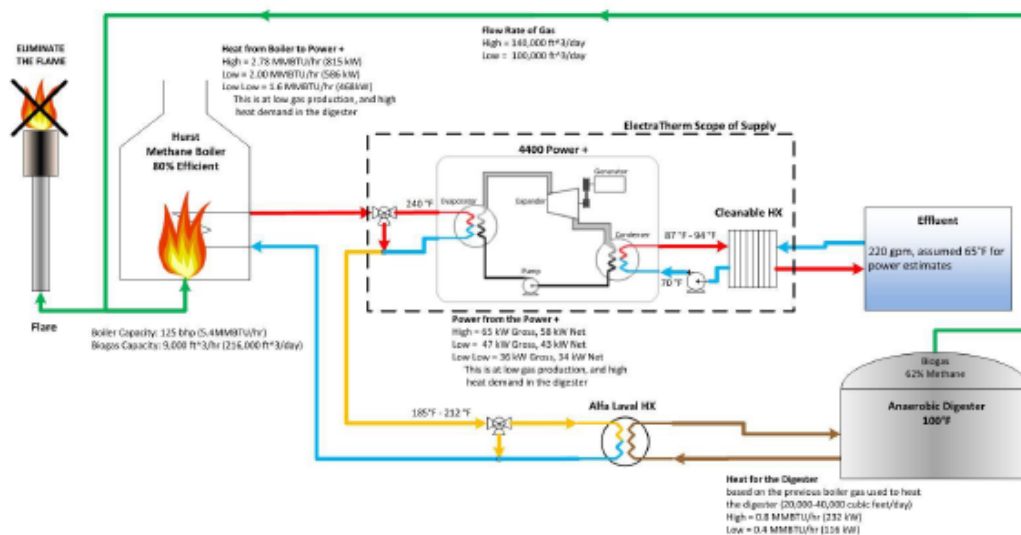 Flow Rate of Gas
High = 140,000 ft^3/day
Low = 100,000 ft^3/day
ELIMINATE
THE FLAME
Heat from Boiler to Power +
High = 2.78 MMBTU/hr (815 kW)
Low = 2.00 MMBTU/hr (586 kW)
Low Low = 1.6 MMBTU/hr (468kW)
This is at low gas production, and high
heat demand in the digester
Hurst
Methane Boiler
80% Efficient
ElectraTherm Scope of Supply
4400 Power +
Generator
Evaporator
Expander
Condenser
Pump
240 °F
Cleanable HX
87 °F - 94 °F
70 °F
Effluent
220 gpm, assumed 65°F for
power estimates
Flare
Boiler Capacity: 125 bhp (5.4MMBTU/hr)
Biogas Capacity: 9,000 ft^3/hr (216,000 ft^3/day)
Power from the Power +
High = 65 kW Gross, 58 kW Net
Low = 47 kW Gross, 43 kW Net
Low Low = 36 kW Gross, 34 kW Net
This is at low gas production, and high
heat demand in the digester
Biogas
62% Methane
Anaerobic Digester
100°F
185°F - 212 °F
Alfa Laval HX
Heat for the Digester
based on the previous boiler gas used to heat
the digester (20,000-40,000 cubic feet/day)
High = 0.8 MMBTU/hr (232 kW)
Low = 0.4 MMBTU/hr (116 kW)